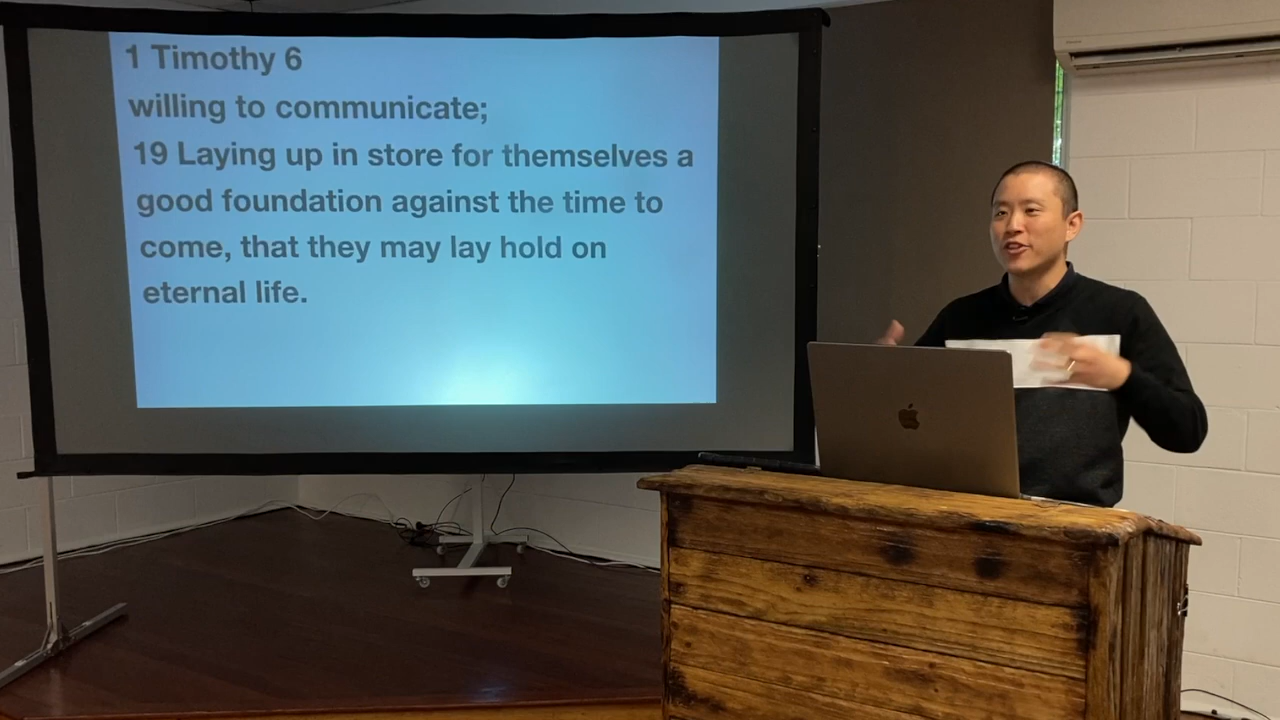 1 Timothy 6
willing to communicate;
19 Laying up in store for themselves a
good foundation against the time to
come, that they may lay hold on
eternal life.